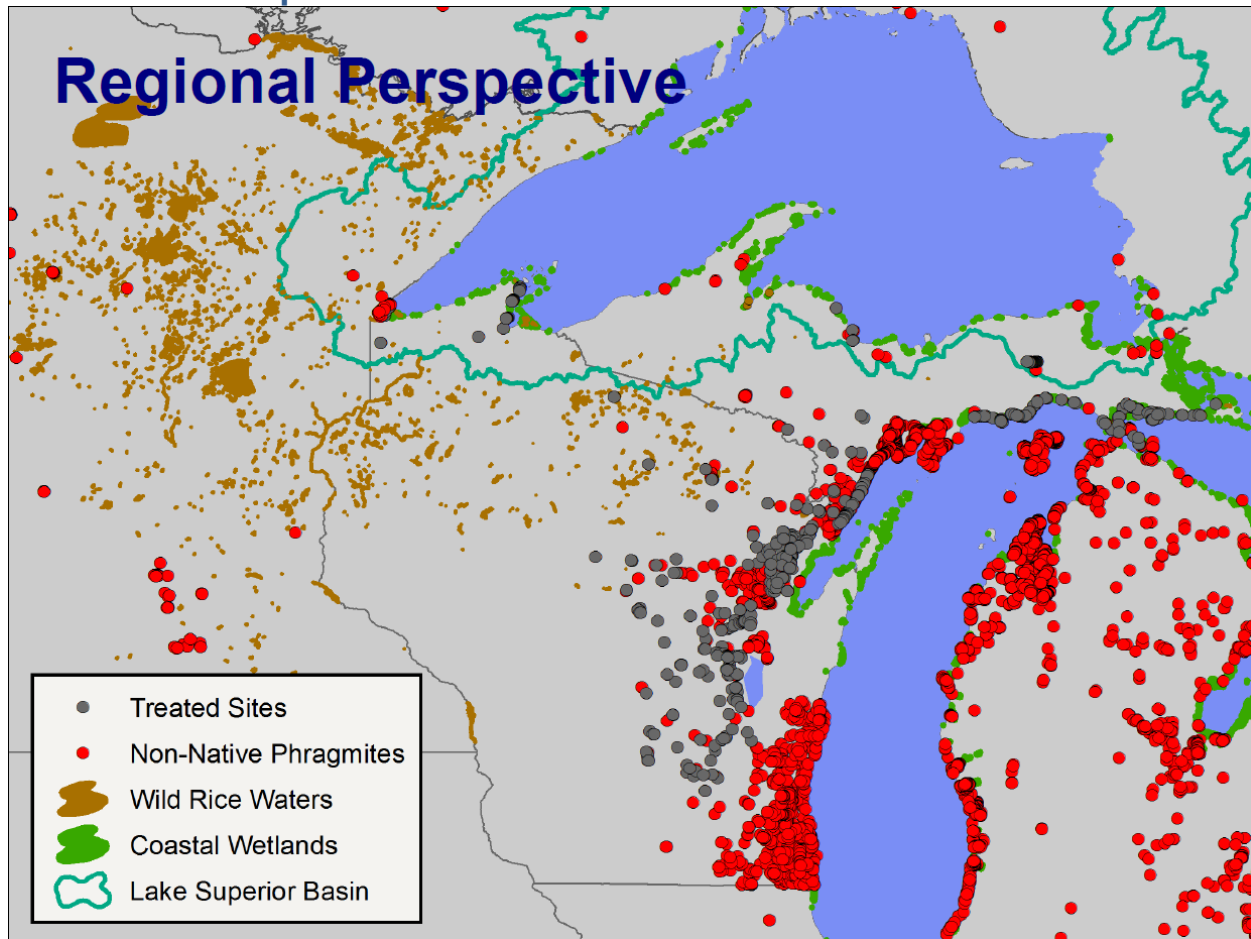 Regional Perspective
Treated Sites
Non-Native Phragmites
Wild Rice Waters
Coastal Wetlands
Lake Superior Basin